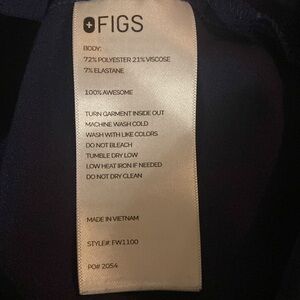 FIGS
BODY:
72% POLYESTER 21% VISCOSE
7% ELASTANE
100% AWESOME
TURN GARMENT INSIDE OUT
MACHINE WASH COLD
WASH WITH LIKE COLORS
DO NOT BLEACH
TUMBLE DRY LOW
LOW HEAT IRON IF NEEDED
DO NOT DRY CLEAN
MADE IN VIETNAM
STYLE#: FW1100
PO# 2054